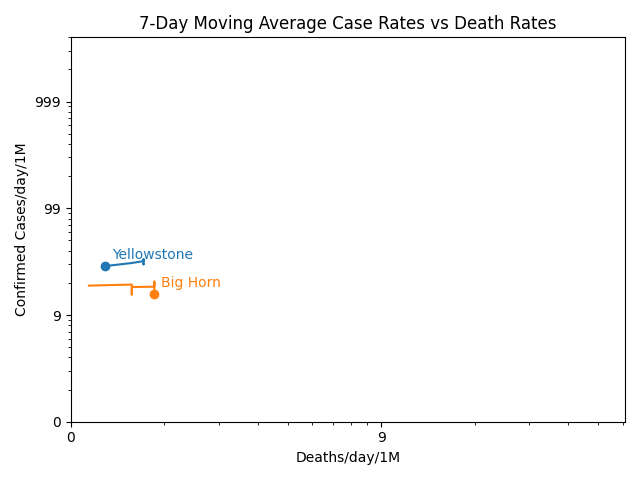 7-Day Moving Average Case Rates vs Death Rates
Confirmed Cases/day/1M
999
99
9
0
Yellowstone
Big Horn
0
9
Deaths/day/1M